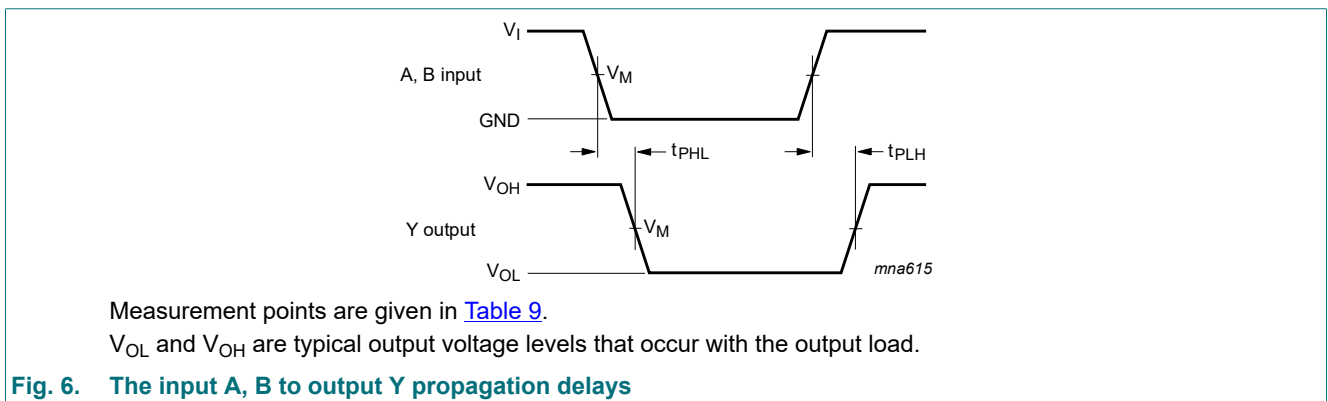 V_I
A, B input
V_M
GND
t_PHL
t_PLH
V_OH
Y output
V_M
V_OL
mna615
Measurement points are given in Table 9.
V_OL and V_OH are typical output voltage levels that occur with the output load.
Fig. 6. The input A, B to output Y propagation delays